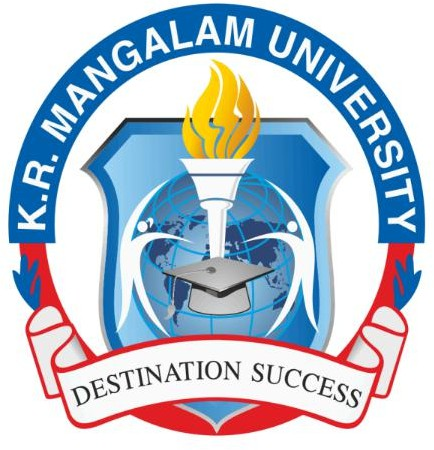 K.R. MANGALAM UNIVERSITY
DESTINATION SUCCESS